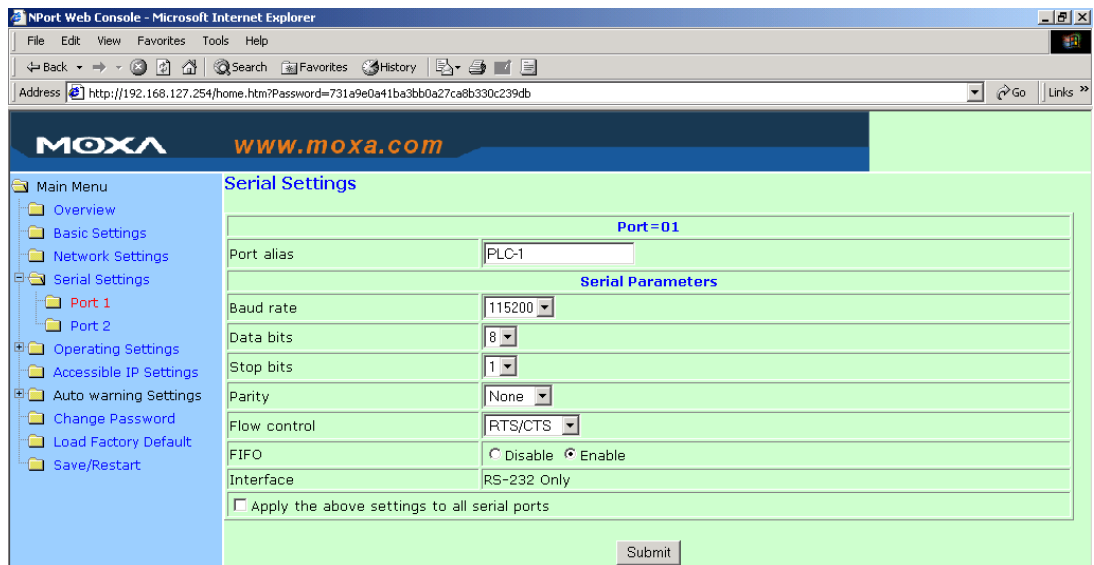 NPort Web Console - Microsoft Internet Explorer
File Edit View Favorites Tools Help
Back Search Favorites History
Address http://192.168.127.254/home.htm?Password=731a9e0a41ba3bb0a27ca8b330c239db Go Links »
MOXA www.moxa.com
Main Menu
Overview
Basic Settings
Network Settings
Serial Settings
Port 1
Port 2
Operating Settings
Accessible IP Settings
Auto warning Settings
Change Password
Load Factory Default
Save/Restart
Serial Settings
Port=01
Port alias PLC-1
Serial Parameters
Baud rate 115200
Data bits 8
Stop bits 1
Parity None
Flow control RTS/CTS
FIFO Disable Enable
Interface RS-232 Only
Apply the above settings to all serial ports
Submit